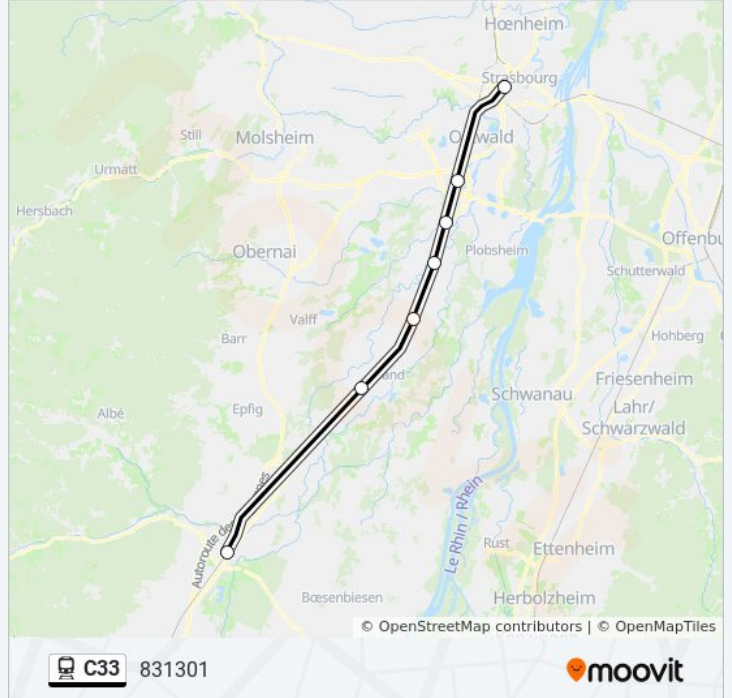 Hœnheim
Strasbourg
Still
Molsheim
Urmatt
Hersbach
Obernai
Plobsheim
Offenbu
Schutterwald
Valff
Barr
Hohberg
and
Friesenheim
Schwanau
Albé
Epfig
Lahr/
Schwarzwald
Autoroute de
Le Rhin / Rhein
Rust
Ettenheim
Bœsenbiesen
Herbolzheim
© OpenStreetMap contributors | © OpenMapTiles
C33 831301 moovit